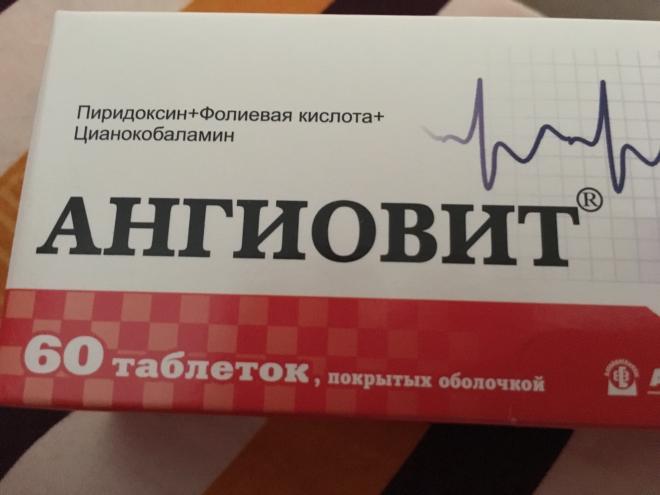 Пиридоксин+Фолиевая кислота+
Цианокобаламин
АНГИОВИТ®
60 таблеток, покрытых оболочкой